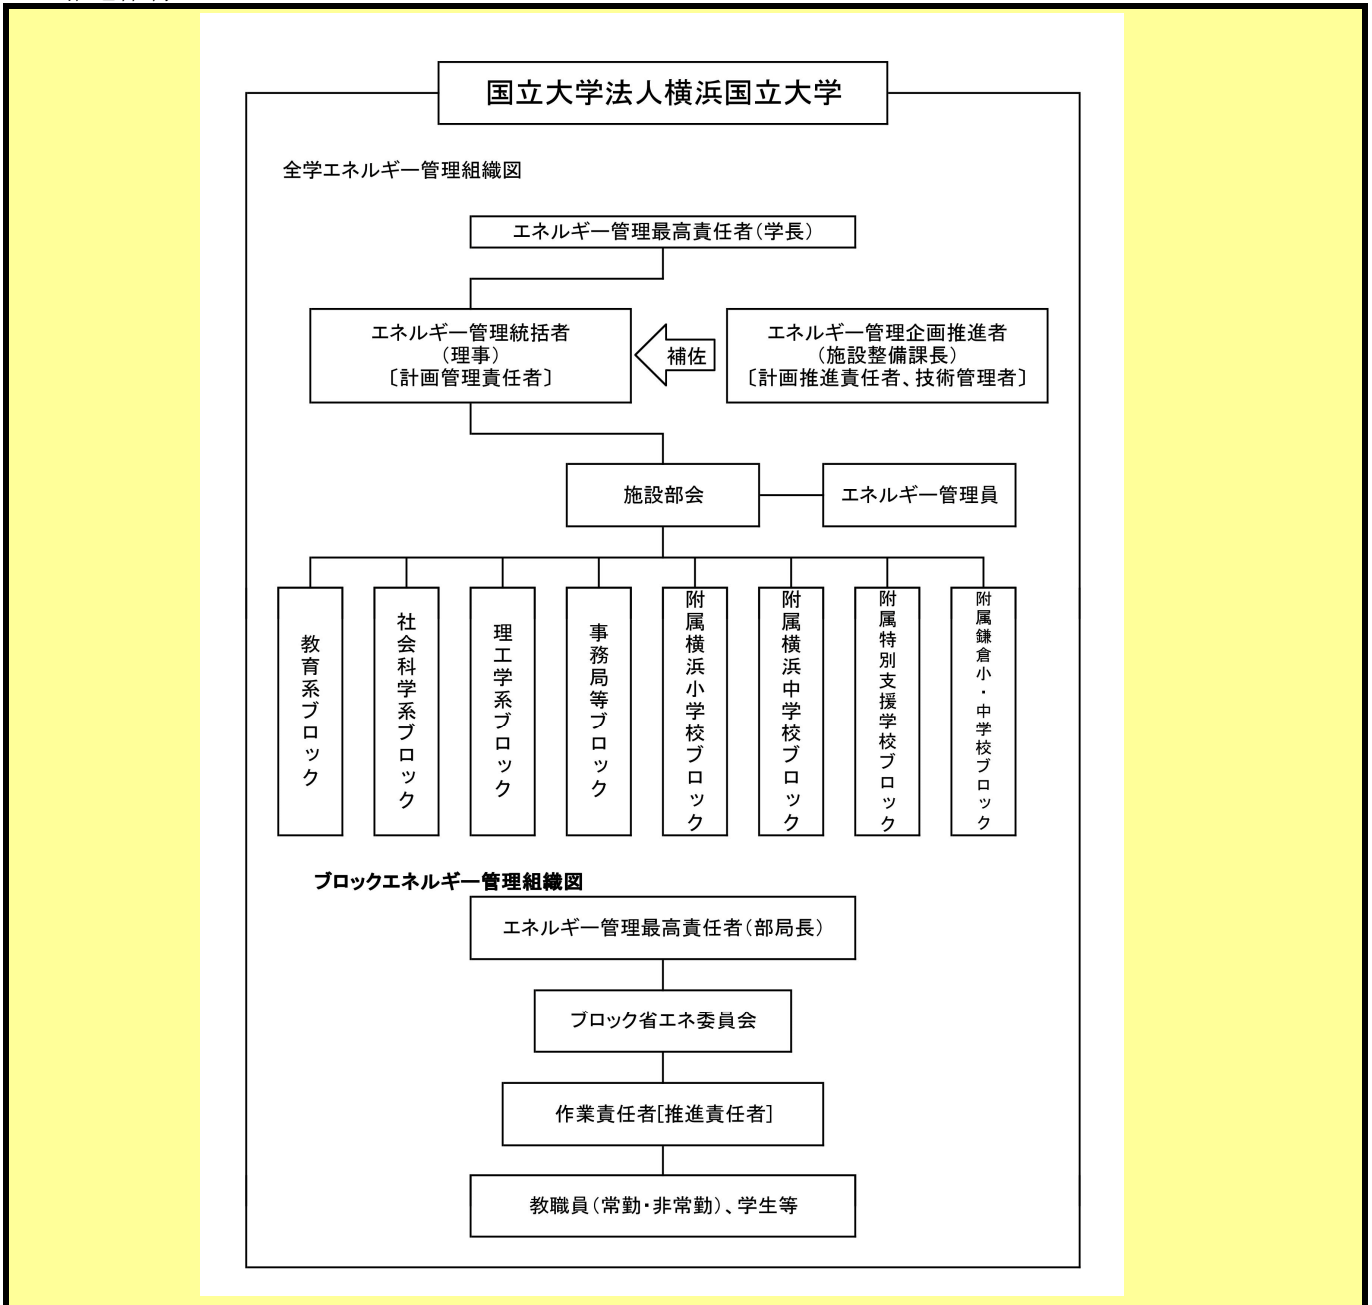 国立大学法人横浜国立大学
全学エネルギー管理組織図
エネルギー管理最高責任者（学長）
エネルギー管理統括者
（理事）
〔計画管理責任者〕
補佐
エネルギー管理企画推進者
（施設整備課長）
〔計画推進責任者、技術管理者〕
施設部会
エネルギー管理員
教育系ブロック
社会科学系ブロック
理工学系ブロック
事務局等ブロック
附属横浜小学校ブロック
附属横浜中学校ブロック
附属特別支援学校ブロック
附属鎌倉小・中学校ブロック
ブロックエネルギー管理組織図
エネルギー管理最高責任者（部局長）
ブロック省エネ委員会
作業責任者[推進責任者]
教職員（常勤・非常勤）、学生等